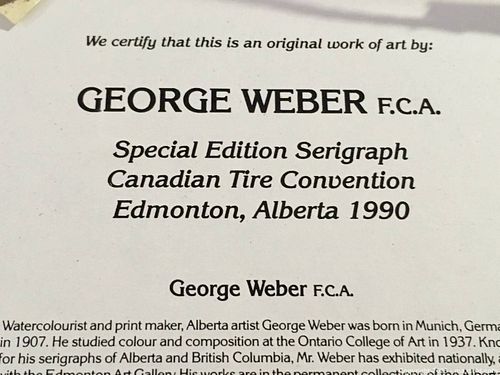 We certify that this is an original work of art by:
GEORGE WEBER F.C.A.
Special Edition Serigraph
Canadian Tire Convention
Edmonton, Alberta 1990
George Weber F.C.A.
Watercolourist and print maker, Alberta artist George Weber was born in Munich, Germa
in 1907. He studied colour and composition at the Ontario College of Art in 1937. Kno
for his serigraphs of Alberta and British Columbia, Mr. Weber has exhibited nationally, a
with the Edmonton Art Gallery. His works are in the permanent collections of the Alber